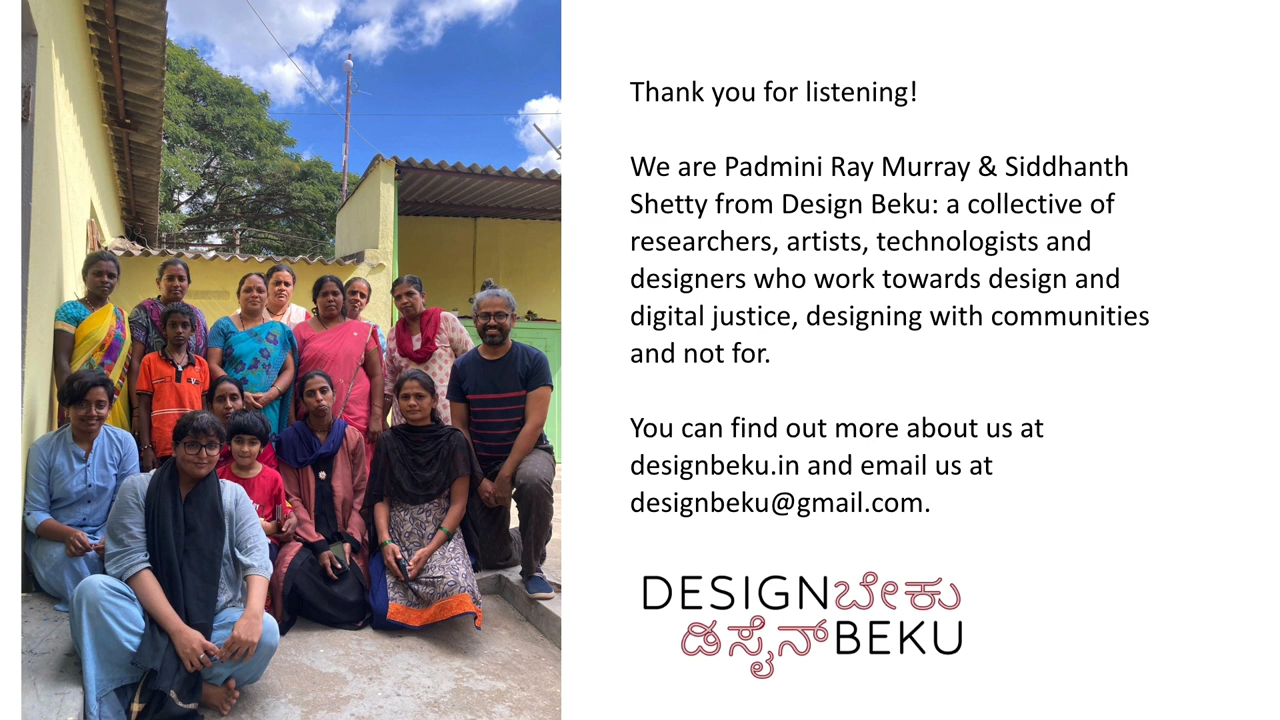 Thank you for listening!
We are Padmini Ray Murray & Siddhanth
Shetty from Design Beku: a collective of
researchers, artists, technologists and
designers who work towards design and
digital justice, designing with communities
and not for.
You can find out more about us at
designbeku.in and email us at
designbeku@gmail.com.
DESIGNಬೇಕು
ಡಿಸೈನ್BEKU